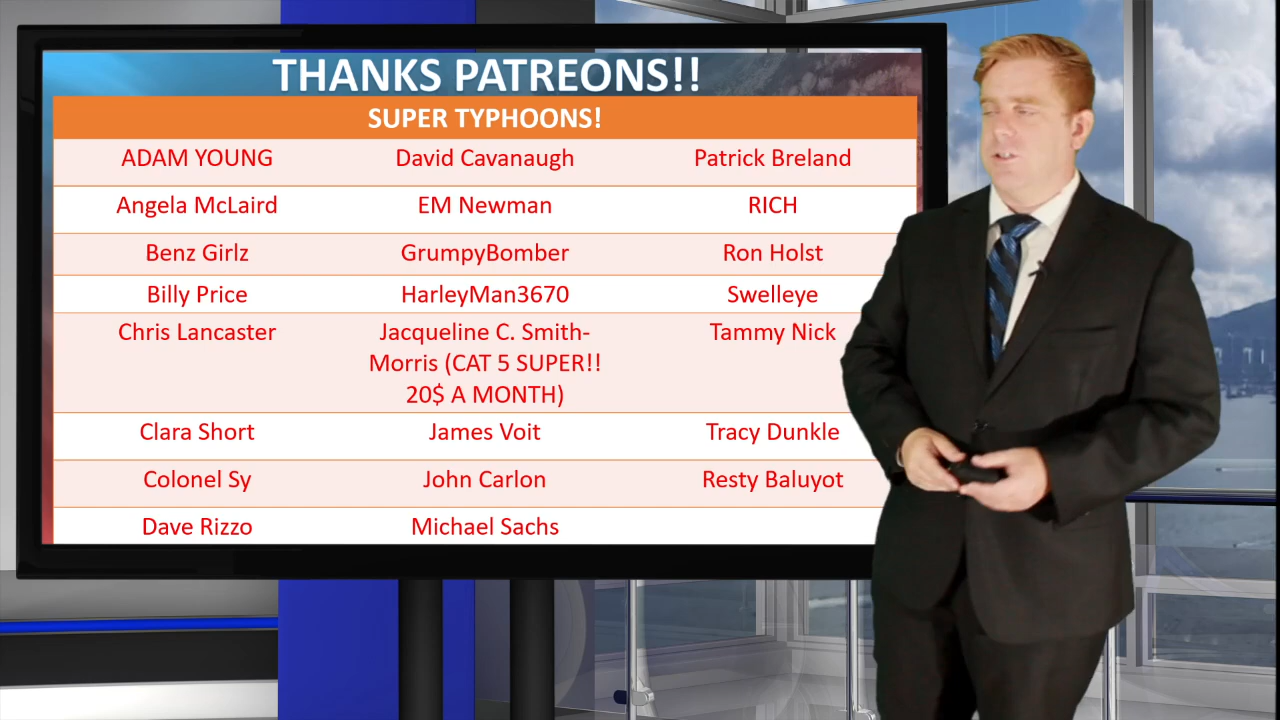 THANKS PATREONS!!
SUPER TYPHOONS!
ADAM YOUNG David Cavanaugh Patrick Breland
Angela McLaird EM Newman RICH
Benz Girlz GrumpyBomber Ron Holst
Billy Price HarleyMan3670 Swelleye
Chris Lancaster Jacqueline C. Smith- Tammy Nick
Morris (CAT 5 SUPER!!
20$ A MONTH)
Clara Short James Voit Tracy Dunkle
Colonel Sy John Carlon Resty Baluyot
Dave Rizzo Michael Sachs